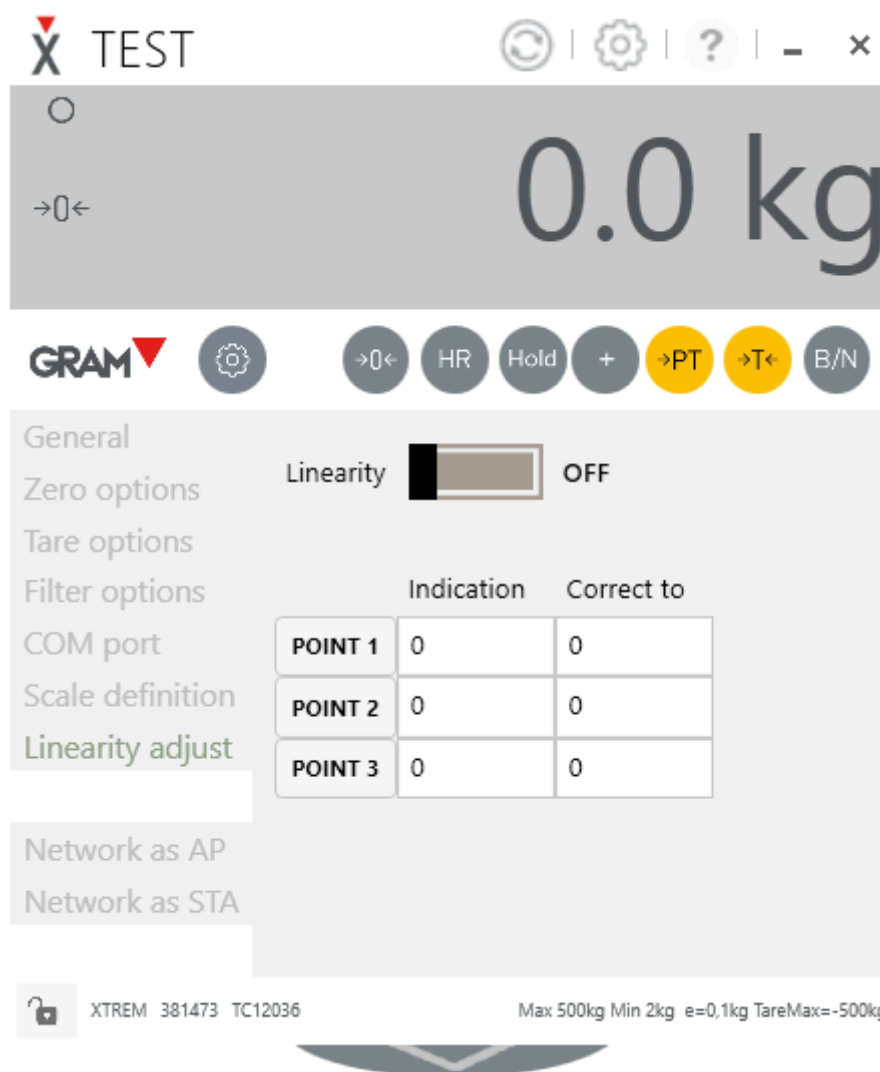 X TEST
?
→0←
0.0 kg
GRAM
→0← HR Hold + →PT →T← B/N
General
Zero options
Tare options
Filter options
COM port
Scale definition
Linearity adjust
Network as AP
Network as STA
Linearity OFF
Indication Correct to
POINT 1 0 0
POINT 2 0 0
POINT 3 0 0
XTREM 381473 TC12036 Max 500kg Min 2kg e=0,1kg TareMax=-500kg